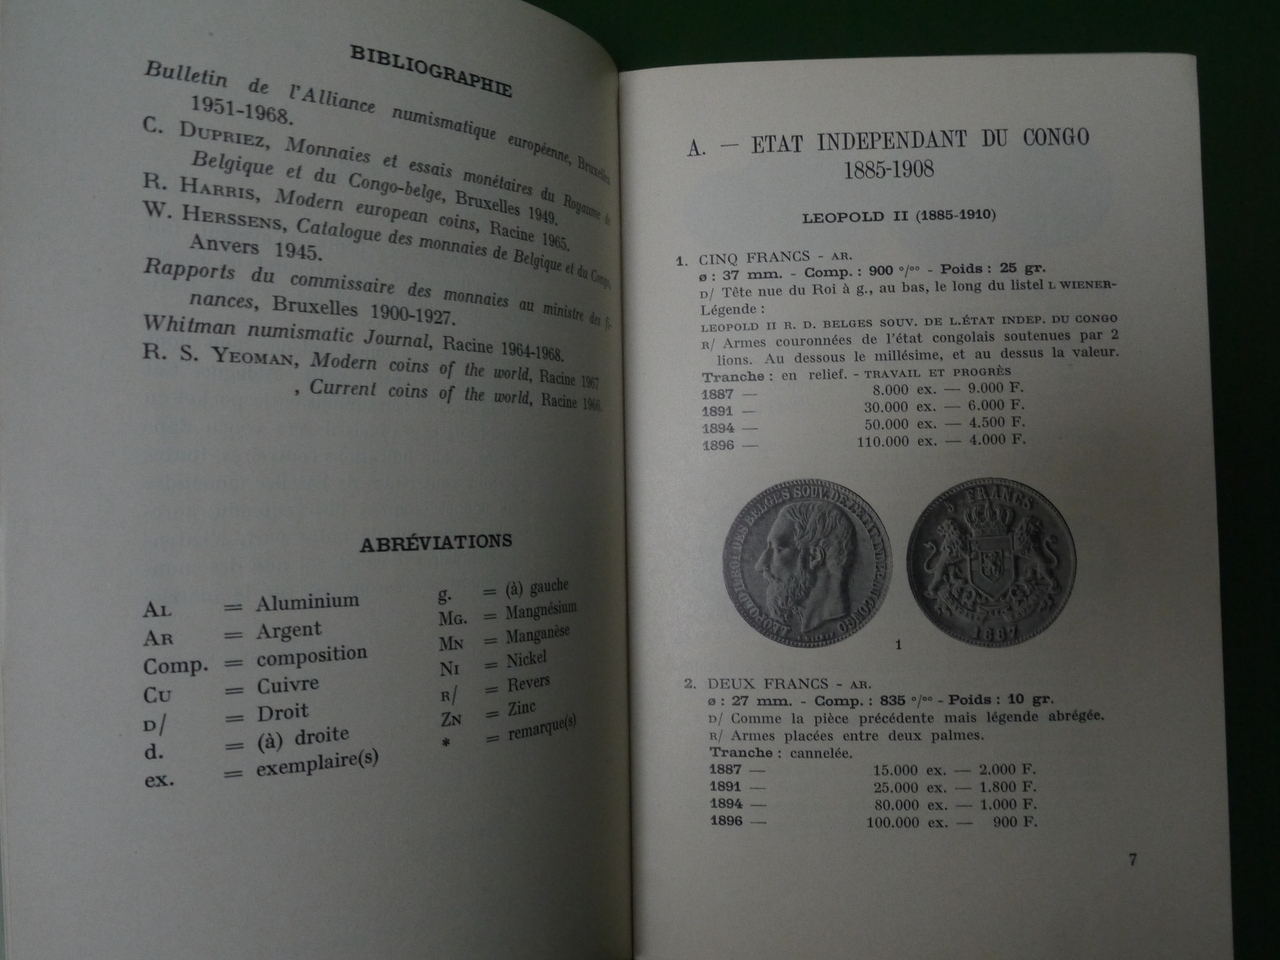 BIBLIOGRAPHIE
Bulletin de l'Alliance numismatique européenne, Bruxelles
1951-1968.
C. DUPRIEZ, Monnaies et essais monétaires du Royaume de
Belgique et du Congo-belge, Bruxelles 1949.
R. HARRIS, Modern european coins, Racine 1965.
W. HERSSENS, Catalogue des monnaies de Belgique et du Congo,
Anvers 1945.
Rapports du commissaire des monnaies au ministre des fi-
nances, Bruxelles 1900-1927.
Whitman numismatic Journal, Racine 1964-1968.
R. S. YEOMAN, Modern coins of the world, Racine 1967
, Current coins of the world, Racine 1966.
ABRÉVIATIONS
AL = Aluminium
AR = Argent
Comp. = composition
CU = Cuivre
D/ = Droit
d. = (à) droite
ex. = exemplaire(s)
g. = (à) gauche
MG. = Mangnésium
MN = Manganèse
NI = Nickel
R/ = Revers
ZN = Zinc
* = remarque(s)
A. — ETAT INDEPENDANT DU CONGO
1885-1908
LEOPOLD II (1885-1910)
1. CINQ FRANCS - AR.
ø : 37 mm. - Comp. : 900 °/°° - Poids : 25 gr.
D/ Tête nue du Roi à g., au bas, le long du listel L WIENER-
Légende :
LEOPOLD II R. D. BELGES SOUV. DE L.ÉTAT INDEP. DU CONGO
R/ Armes couronnées de l'état congolais soutenues par 2
lions. Au dessous le millésime, et au dessus la valeur.
Tranche : en relief. - TRAVAIL ET PROGRÈS
1887 — 8.000 ex. — 9.000 F.
1891 — 30.000 ex. — 6.000 F.
1894 — 50.000 ex. — 4.500 F.
1896 — 110.000 ex. — 4.000 F.
5 FRANCS
1887
1
2. DEUX FRANCS - AR.
ø : 27 mm. - Comp. : 835 °/°° - Poids : 10 gr.
D/ Comme la pièce précédente mais légende abrégée.
R/ Armes placées entre deux palmes.
Tranche : cannelée.
1887 — 15.000 ex. — 2.000 F.
1891 — 25.000 ex. — 1.800 F.
1894 — 80.000 ex. — 1.000 F.
1896 — 100.000 ex. — 900 F.
7